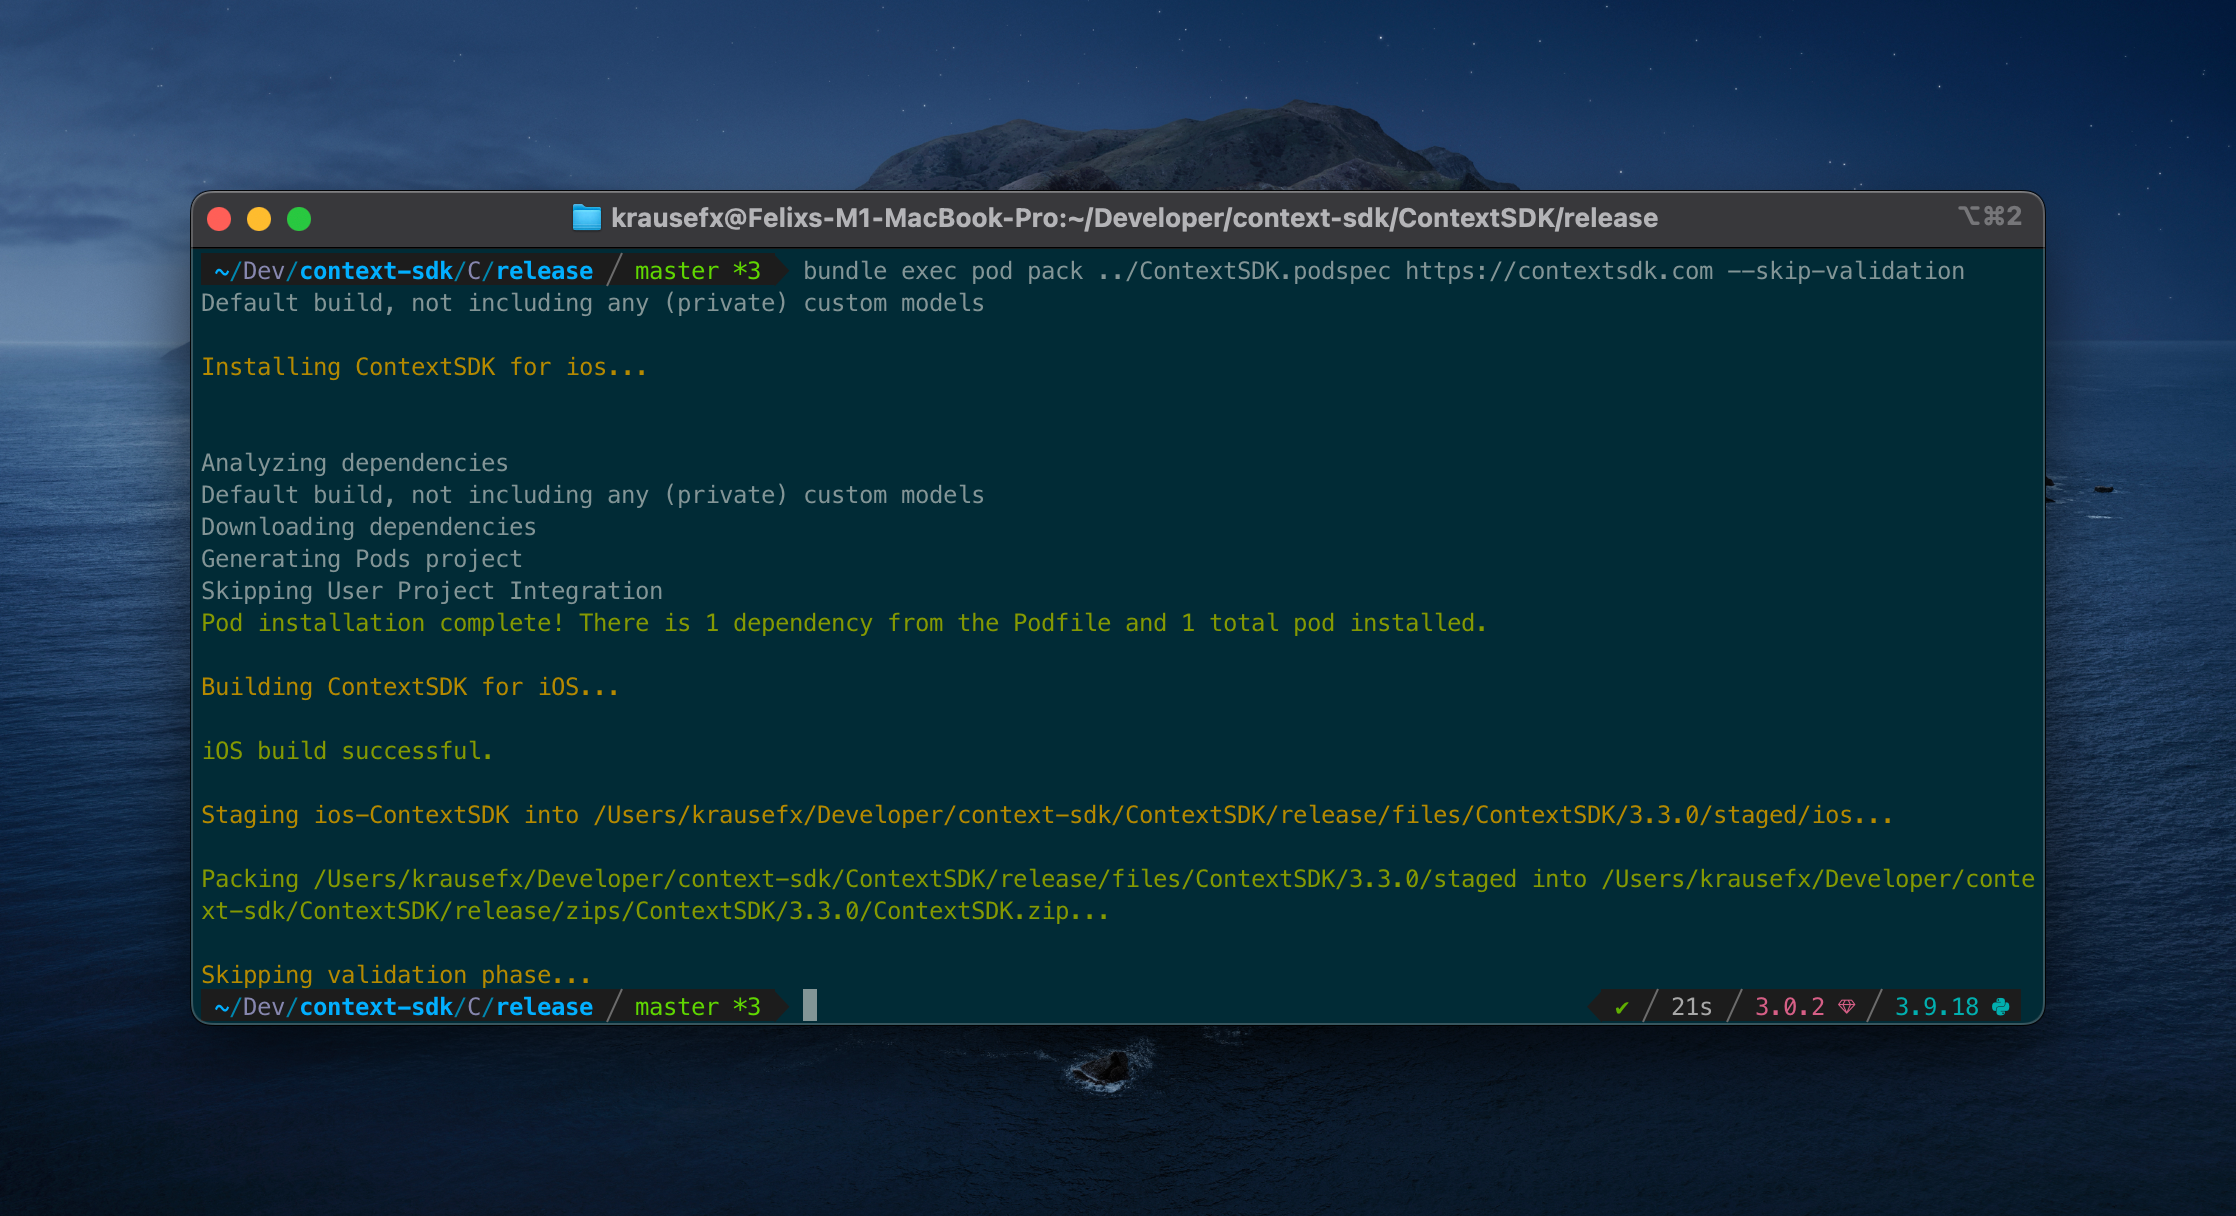 krausefx@Felixs-M1-MacBook-Pro:~/Developer/context-sdk/ContextSDK/release ⌥⌘2
~/Dev/context-sdk/C/release / master *3 bundle exec pod pack ../ContextSDK.podspec https://contextsdk.com --skip-validation
Default build, not including any (private) custom models
Installing ContextSDK for ios...
Analyzing dependencies
Default build, not including any (private) custom models
Downloading dependencies
Generating Pods project
Skipping User Project Integration
Pod installation complete! There is 1 dependency from the Podfile and 1 total pod installed.
Building ContextSDK for iOS...
iOS build successful.
Staging ios-ContextSDK into /Users/krausefx/Developer/context-sdk/ContextSDK/release/files/ContextSDK/3.3.0/staged/ios...
Packing /Users/krausefx/Developer/context-sdk/ContextSDK/release/files/ContextSDK/3.3.0/staged into /Users/krausefx/Developer/conte
xt-sdk/ContextSDK/release/zips/ContextSDK/3.3.0/ContextSDK.zip...
Skipping validation phase...
~/Dev/context-sdk/C/release / master *3 ✔ / 21s / 3.0.2 / 3.9.18